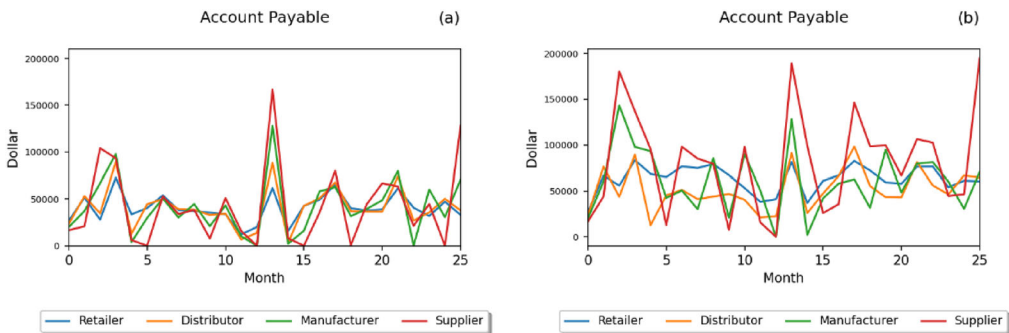 Account Payable (a)
200000
150000
100000
50000
0
Dollar
0 5 10 15 20 25
Month
Retailer Distributor Manufacturer Supplier
Account Payable (b)
200000
150000
100000
50000
0
Dollar
0 5 10 15 20 25
Month
Retailer Distributor Manufacturer Supplier